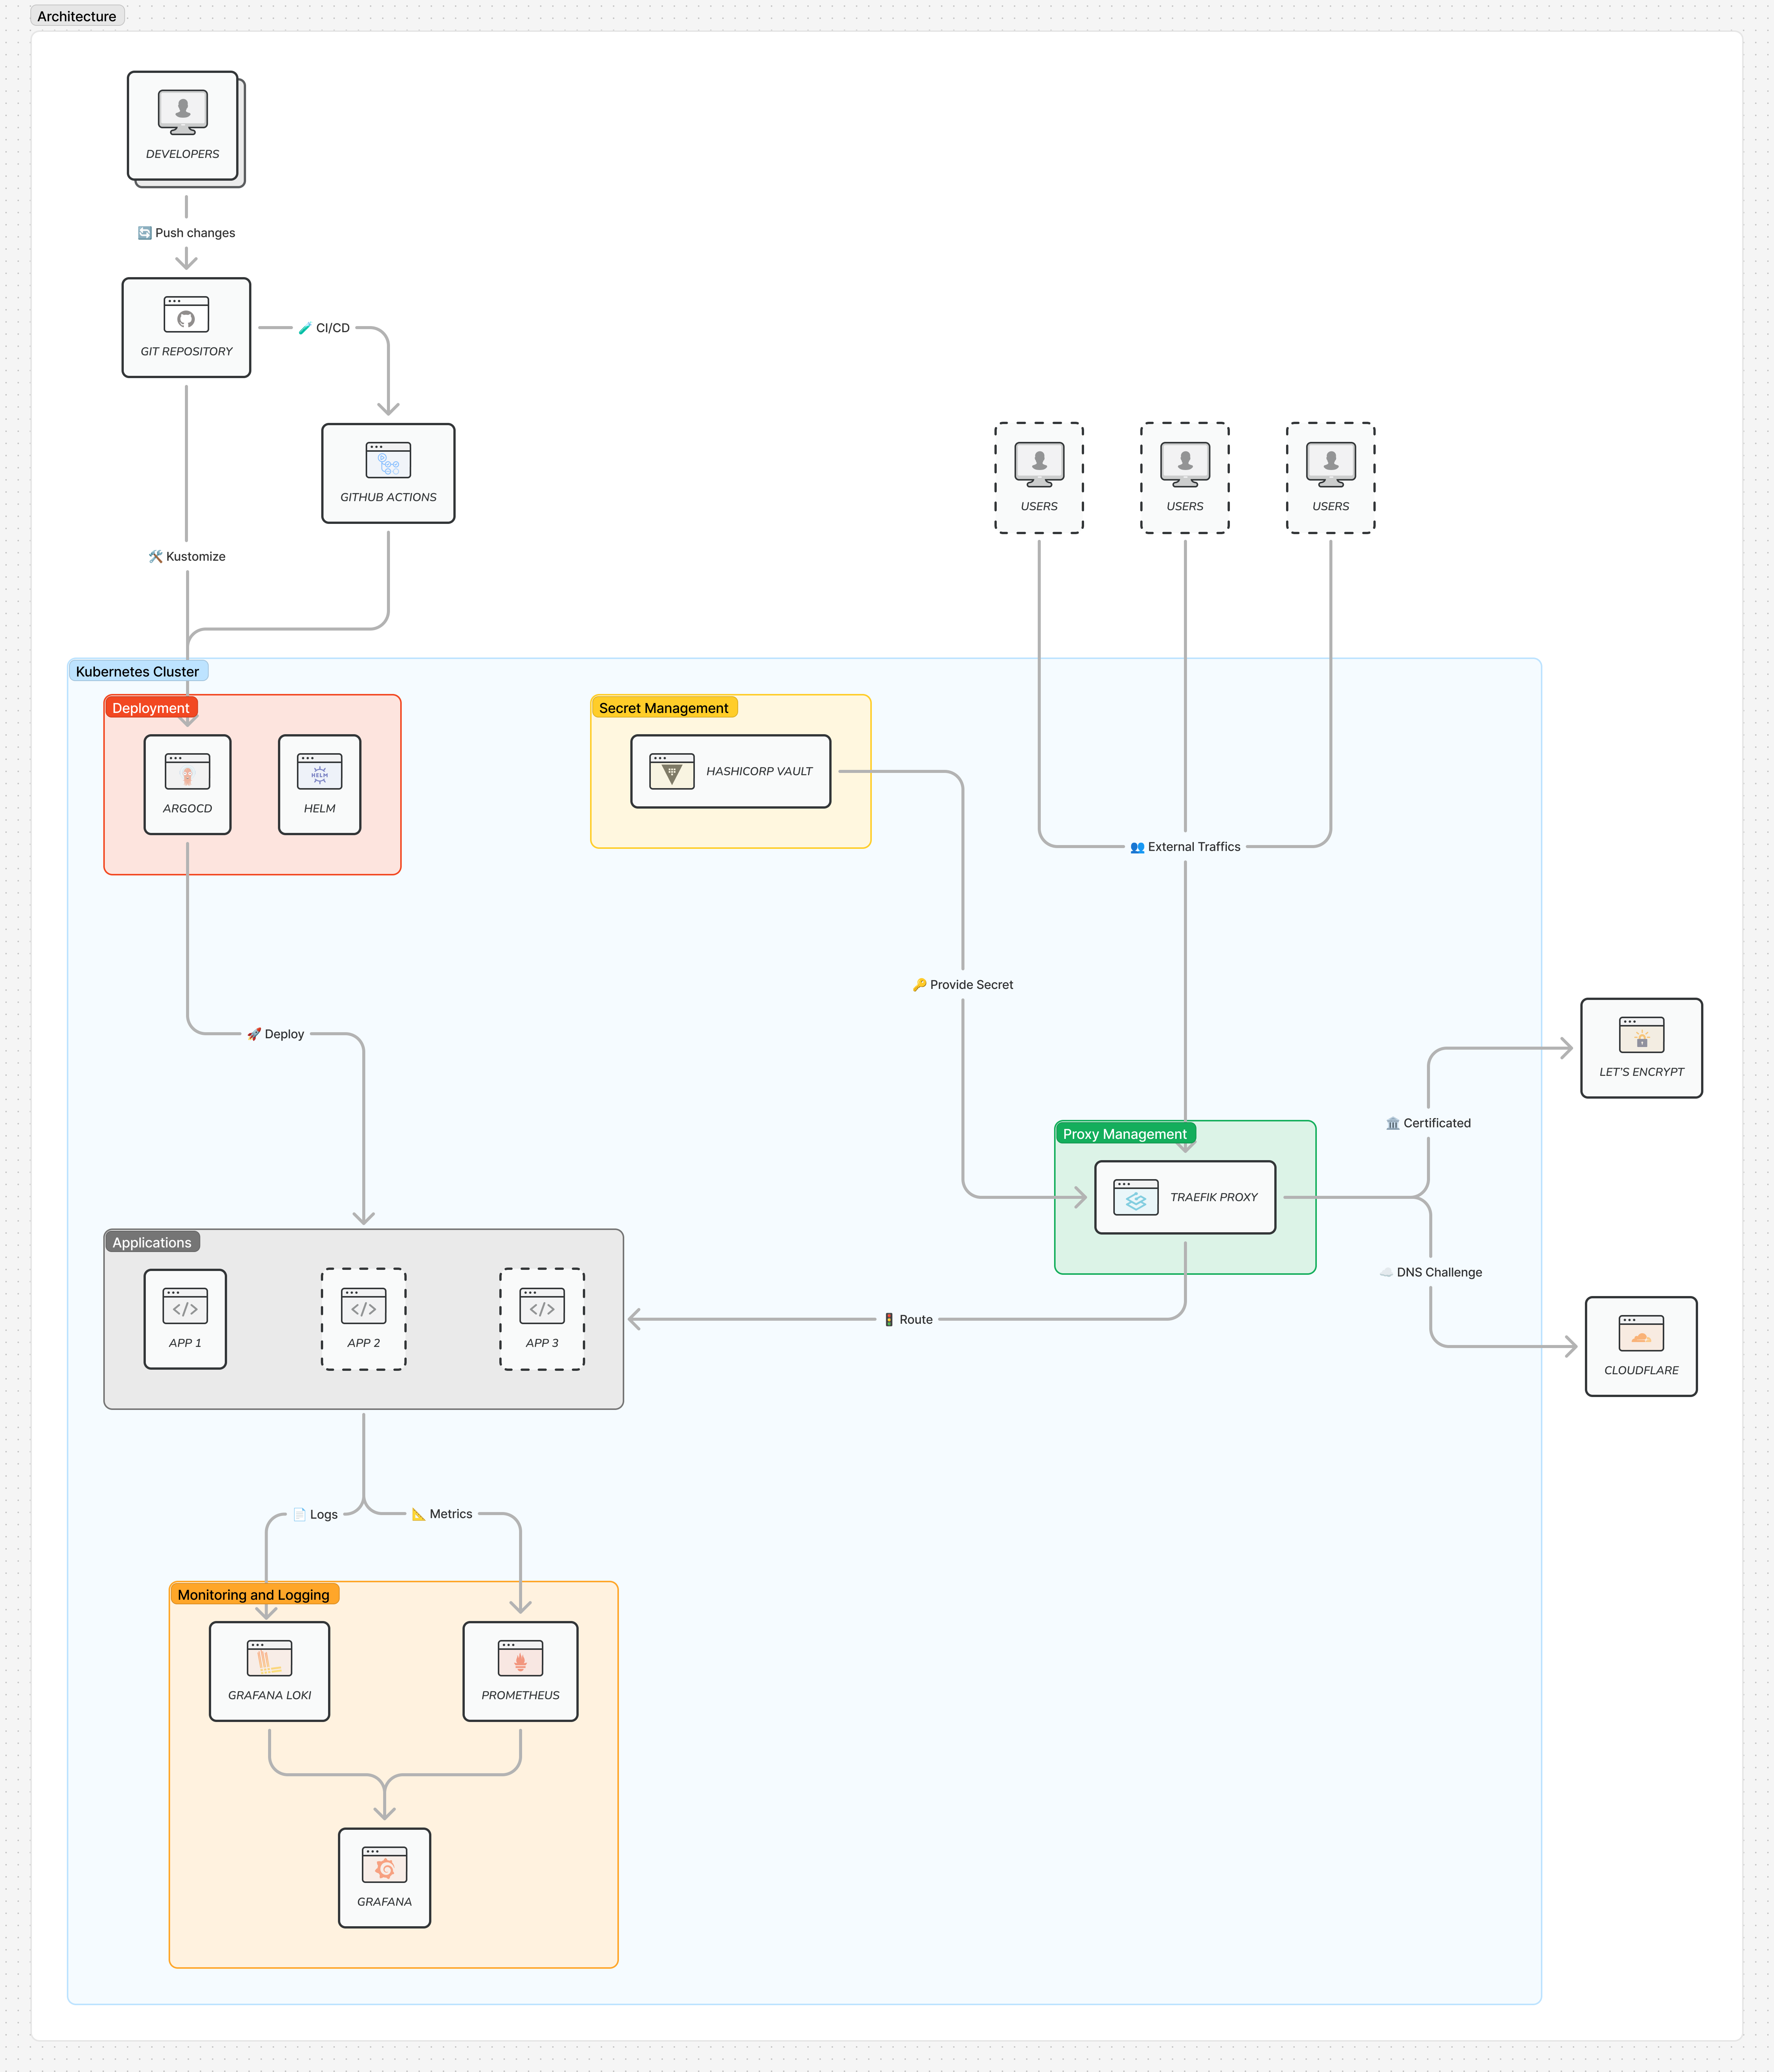 Architecture
DEVELOPERS
🔄 Push changes
GIT REPOSITORY
🧪 CI/CD
GITHUB ACTIONS
USERS
USERS
USERS
🛠️ Kustomize
Kubernetes Cluster
Deployment
ARGOCD
HELM
HELM
Secret Management
HASHICORP VAULT
👥 External Traffics
🔑 Provide Secret
🚀 Deploy
LET'S ENCRYPT
🏛️ Certificated
Proxy Management
TRAEFIK PROXY
☁️ DNS Challenge
CLOUDFLARE
🚦 Route
Applications
APP 1
APP 2
APP 3
📄 Logs
📐 Metrics
Monitoring and Logging
GRAFANA LOKI
PROMETHEUS
GRAFANA